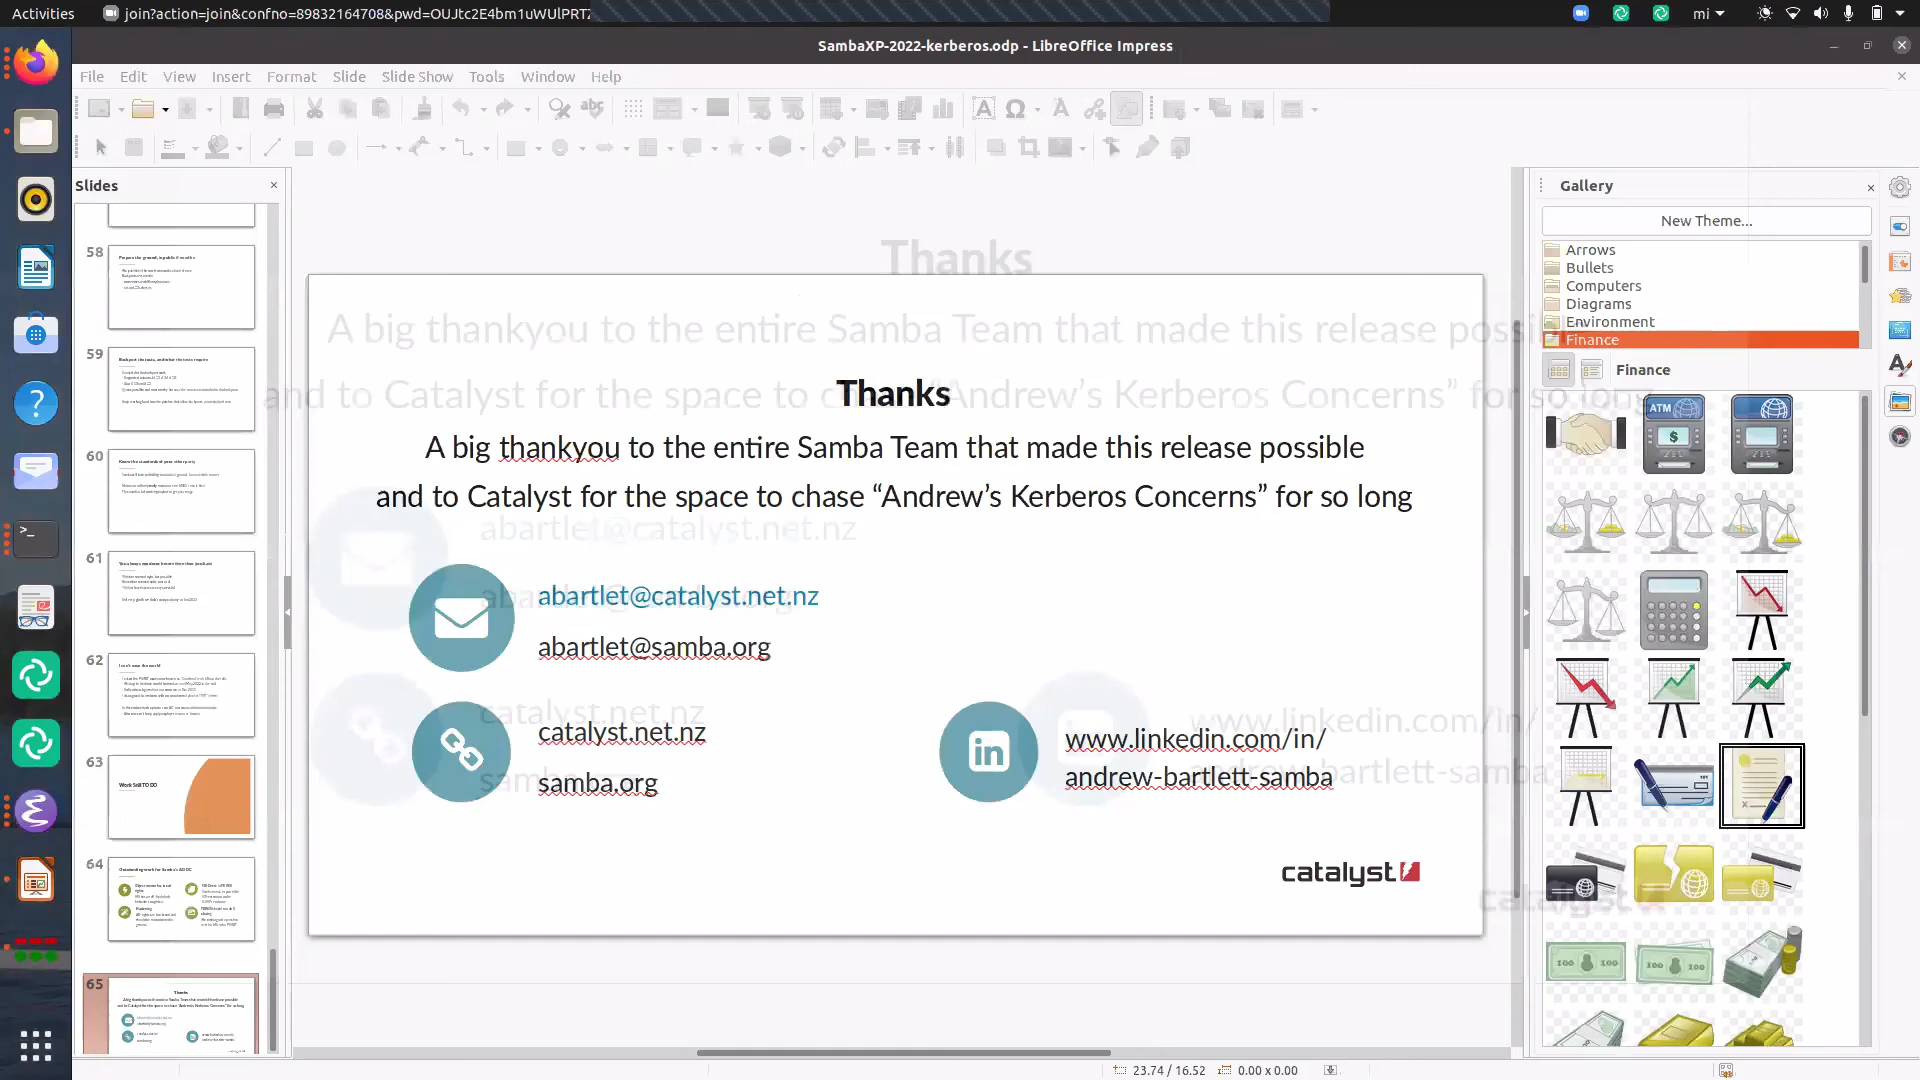 Activities
join?action=join&confno=89832164708&pwd=OUJtc2E4bm1uWUlPRTZ
mi
SambaXP-2022-kerberos.odp - LibreOffice Impress
File Edit View Insert Format Slide Slide Show Tools Window Help
Slides
58
59
60
61
62
63
Work Still TO DO
64
65
Thanks
A big thankyou to the entire Samba Team that made this release possible
and to Catalyst for the space to chase “Andrew’s Kerberos Concerns” for so long
abartlet@catalyst.net.nz
abartlet@samba.org
catalyst.net.nz
samba.org
www.linkedin.com/in/
andrew-bartlett-samba
catalyst
Gallery
New Theme...
Arrows
Bullets
Computers
Diagrams
Environment
Finance
Finance
ATM
23.74 / 16.52
0.00 x 0.00